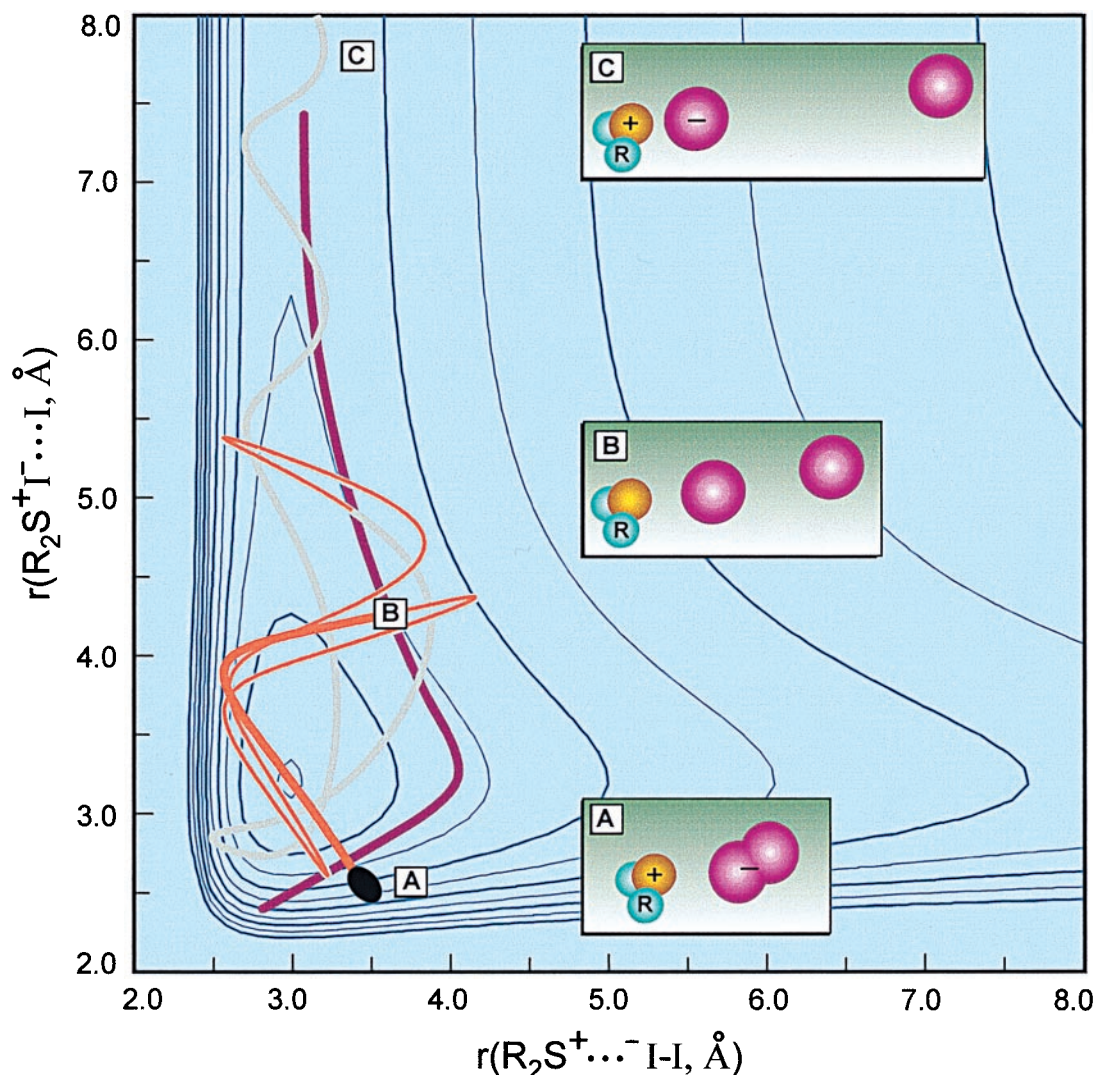 8.0
7.0
6.0
5.0
4.0
3.0
2.0
r(R₂S⁺I⁻⋯I, Å)
C
B
A
C
+
−
R
B
R
A
+
−
R
2.0 3.0 4.0 5.0 6.0 7.0 8.0
r(R₂S⁺⋯⁻I-I, Å)